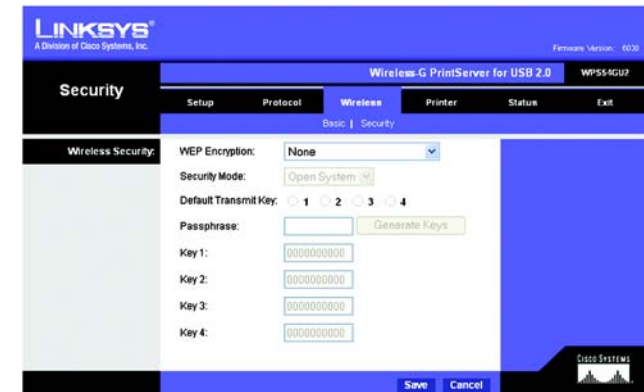 LINKSYS®
A Division of Cisco Systems, Inc.
Firmware Version: 6030
Wireless-G PrintServer for USB 2.0 WPS54GU2
Security
Setup Protocol Wireless Printer Status Exit
Basic | Security
Wireless Security:
WEP Encryption: None
Security Mode: Open System
Default Transmit Key: 1 2 3 4
Passphrase: Generate Keys
Key 1: 0000000000
Key 2: 0000000000
Key 3: 0000000000
Key 4: 0000000000
CISCO SYSTEMS
Save Cancel